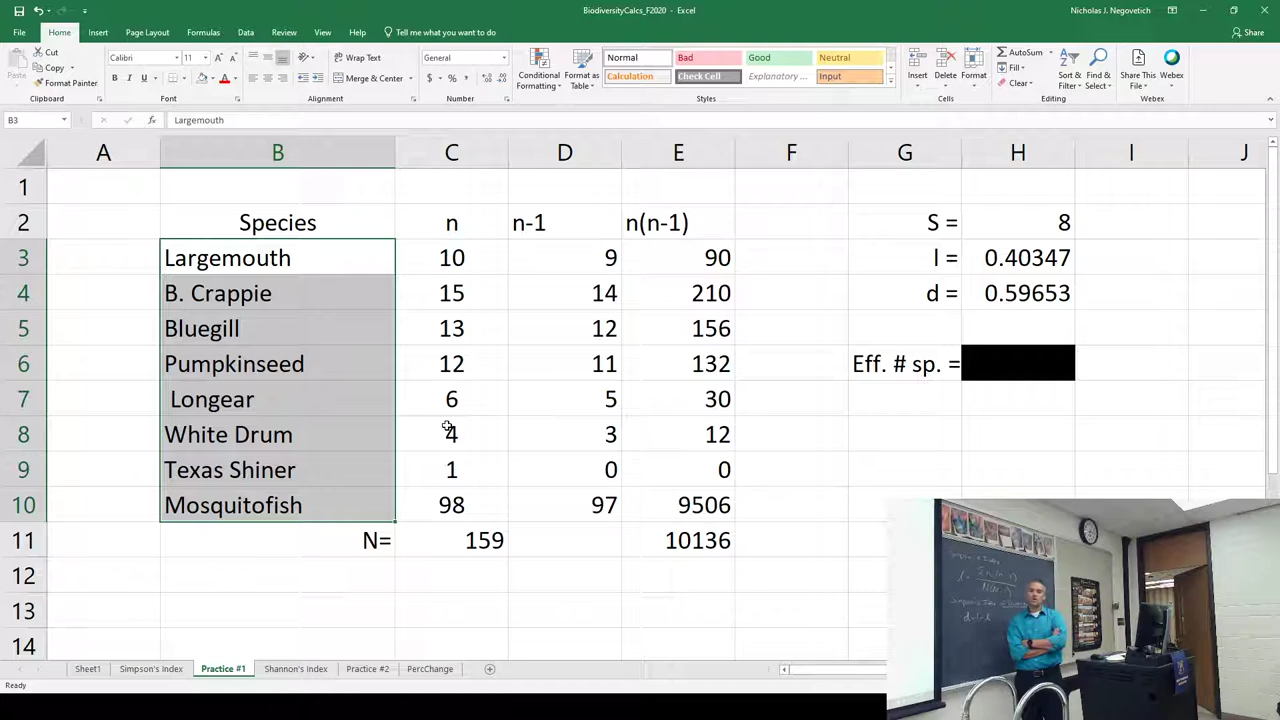 BiodiversityCalcs_F2020 - Excel
Nicholas J. Negovetich
File Home Insert Page Layout Formulas Data Review View Help Tell me what you want to do Share
Paste Cut Copy Format Painter Clipboard
Calibri 11 B I U A Font
Wrap Text Merge & Center Alignment
General $ % , Number
Conditional Formatting Format as Table
Normal Bad Good Neutral
Calculation Check Cell Explanatory ... Input
Styles
Insert Delete Format Cells
AutoSum Fill Clear Sort & Filter Find & Select Editing
Share This File Webex Webex
B3 fx Largemouth
A B C D E F G H I J
1
2 Species n n-1 n(n-1) S = 8
3 Largemouth 10 9 90 l = 0.40347
4 B. Crappie 15 14 210 d = 0.59653
5 Bluegill 13 12 156
6 Pumpkinseed 12 11 132 Eff. # sp. =
7 Longear 6 5 30
8 White Drum 4 3 12
9 Texas Shiner 1 0 0
10 Mosquitofish 98 97 9506
11 N= 159 10136
12
13
14
Sheet1 Simpson's Index Practice #1 Shannon's Index Practice #2 PercChange
Ready